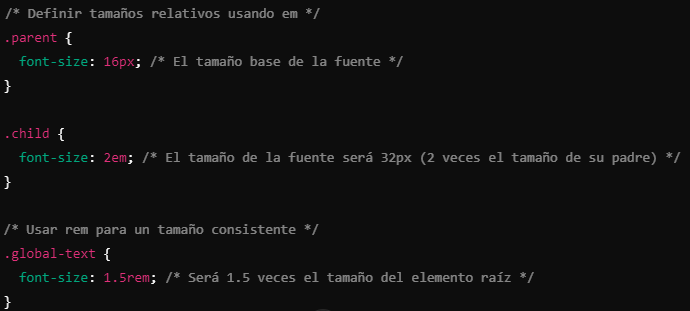 /* Definir tamaños relativos usando em */
.parent {
  font-size: 16px; /* El tamaño base de la fuente */
}

.child {
  font-size: 2em; /* El tamaño de la fuente será 32px (2 veces el tamaño de su padre) */
}

/* Usar rem para un tamaño consistente */
.global-text {
  font-size: 1.5rem; /* Será 1.5 veces el tamaño del elemento raíz */
}